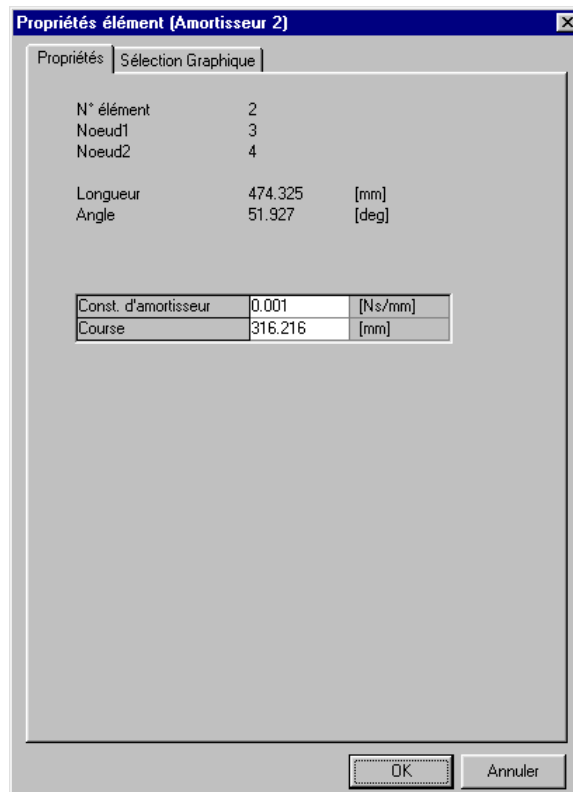 Propriétés élément (Amortisseur 2)
Propriétés Sélection Graphique
N° élément 2
Noeud1 3
Noeud2 4
Longueur 474.325 [mm]
Angle 51.927 [deg]
Const. d'amortisseur 0.001 [Ns/mm]
Course 316.216 [mm]
OK Annuler